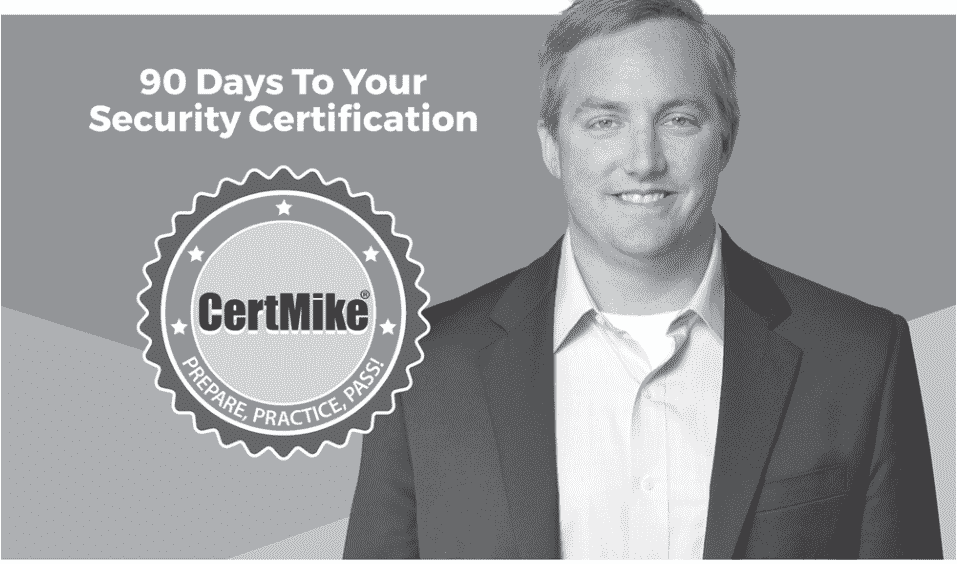 90 Days To Your
Security Certification
CertMike®
PREPARE, PRACTICE, PASS!